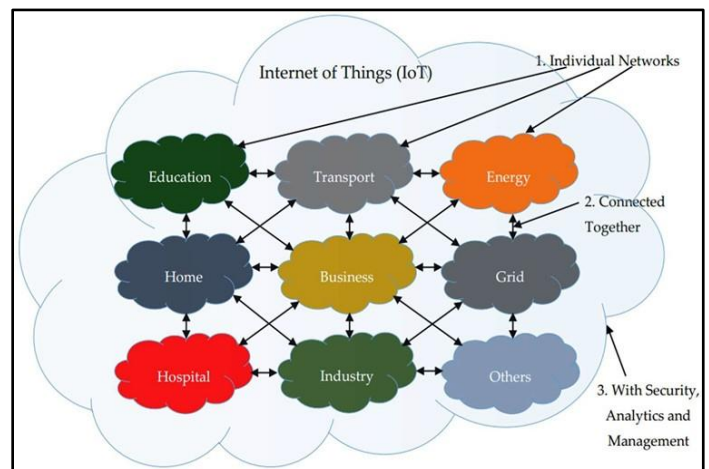 Internet of Things (IoT)
1. Individual Networks
Education
Transport
Energy
2. Connected
Together
Home
Business
Grid
Hospital
Industry
Others
3. With Security,
Analytics and
Management